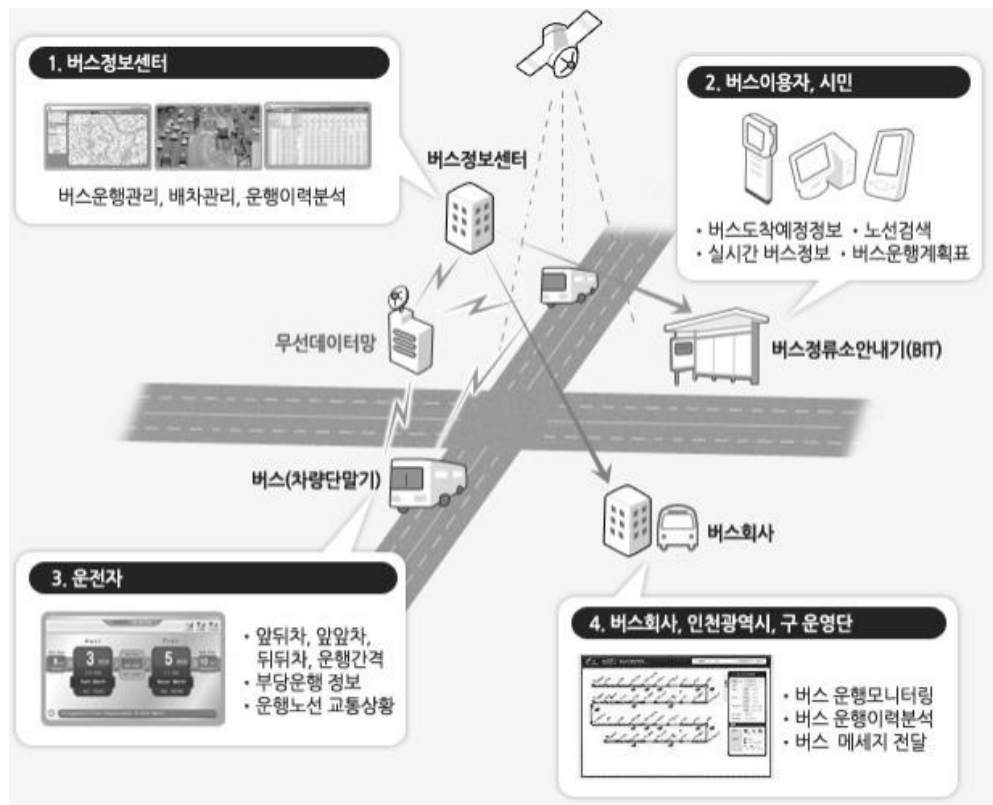 1. 버스정보센터
버스운행관리, 배차관리, 운행이력분석
2. 버스이용자, 시민
• 버스도착예정정보 • 노선검색
• 실시간 버스정보 • 버스운행계획표
버스정보센터
무선데이터망
버스정류소안내기(BIT)
버스(차량단말기)
버스회사
3. 운전자
3
5
• 앞뒤차, 앞앞차,
뒤뒤차, 운행간격
• 부당운행 정보
• 운행노선 교통상황
4. 버스회사, 인천광역시, 구 운영단
• 버스 운행모니터링
• 버스 운행이력분석
• 버스 메세지 전달